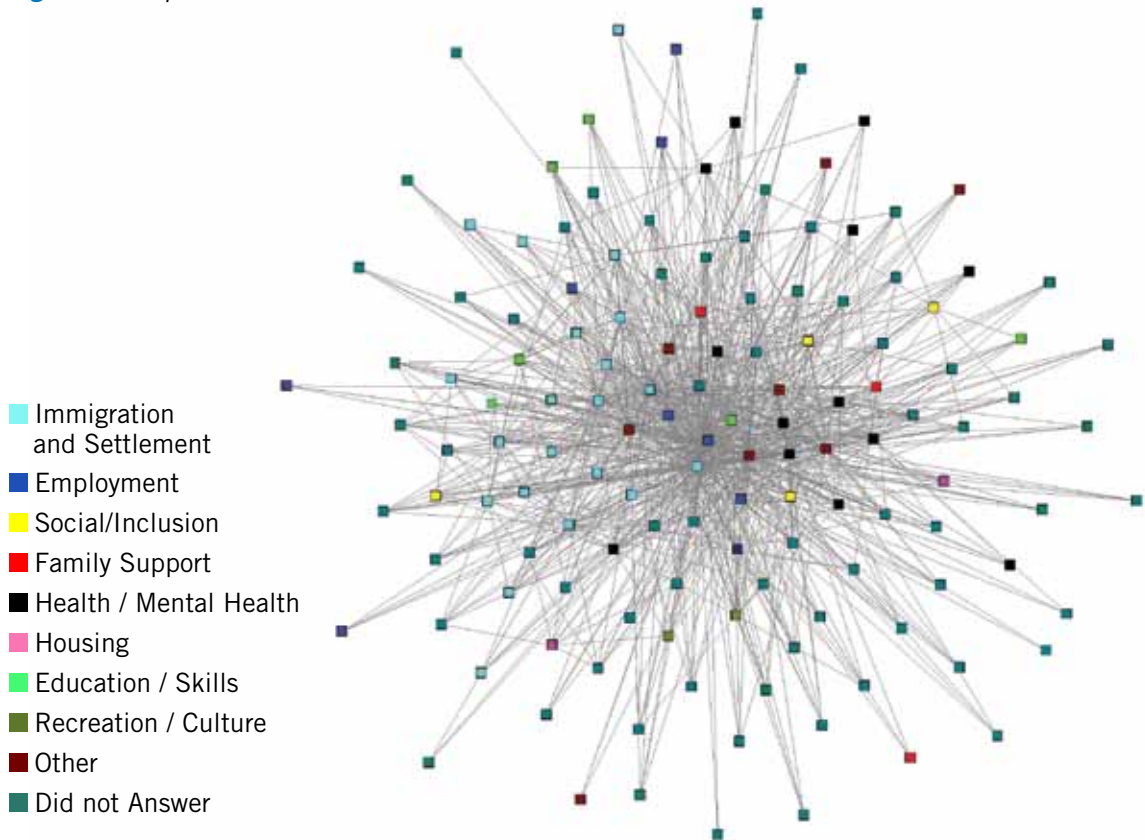 Immigration
and Settlement
Employment
Social/Inclusion
Family Support
Health / Mental Health
Housing
Education / Skills
Recreation / Culture
Other
Did not Answer